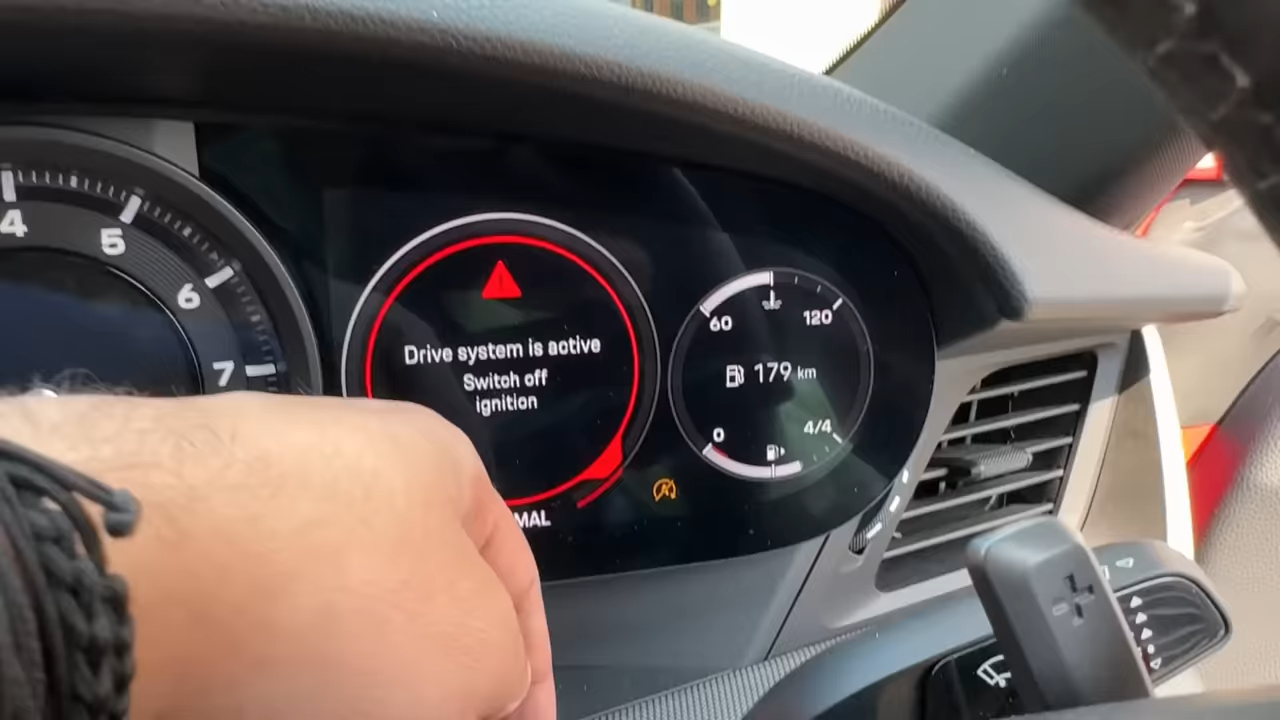 4
5
6
7
Drive system is active
Switch off
ignition
MAL
60
120
179 km
0
4/4